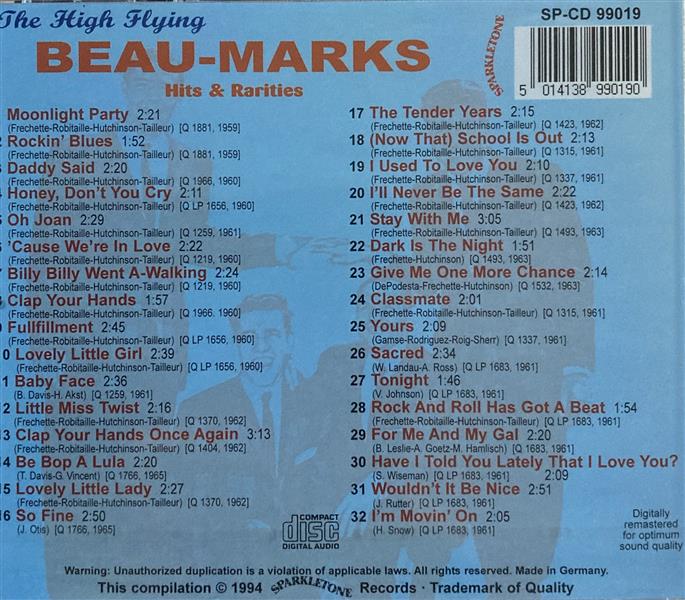 The High Flying
BEAU-MARKS
Hits & Rarities
SPARKLETONE
SP-CD 99019
5 014138 990190
Moonlight Party 2:21
(Frechette-Robitaille-Hutchinson-Tailleur) [Q 1881, 1959]
2 Rockin' Blues 1:52
(Frechette-Robitaille-Hutchinson-Tailleur) [Q 1881, 1959]
3 Daddy Said 2:20
(Frechette-Robitaille-Hutchinson-Tailleur) [Q 1966, 1960]
4 Honey, Don't You Cry 2:11
(Frechette-Robitaille-Hutchinson-Tailleur) [Q LP 1656, 1960]
5 Oh Joan 2:29
(Frechette-Robitaille-Hutchinson-Tailleur) [Q 1259, 1961]
6 'Cause We're In Love 2:22
(Frechette-Robitaille-Hutchinson-Tailleur) [Q 1219, 1960]
7 Billy Billy Went A-Walking 2:24
(Frechette-Robitaille-Hutchinson-Tailleur) [Q 1219, 1960]
8 Clap Your Hands 1:57
(Frechette-Robitaille-Hutchinson-Tailleur) [Q 1966. 1960]
9 Fullfillment 2:45
(Frechette-Robitaille-Hutchinson-Tailleur) [Q LP 1656, 1960]
10 Lovely Little Girl 2:39
(Frechette-Robitaille-Hutchinson-Tailleur) [Q LP 1656, 1960]
11 Baby Face 2:36
(B. Davis-H. Akst) [Q 1259, 1961]
12 Little Miss Twist 2:16
(Frechette-Robitaille-Hutchinson-Tailleur) [Q 1370, 1962]
13 Clap Your Hands Once Again 3:13
(Frechette-Robitaille-Hutchinson-Tailleur) [Q 1404, 1962]
14 Be Bop A Lula 2:20
(T. Davis-G. Vincent) [Q 1766, 1965]
15 Lovely Little Lady 2:27
(Frechette-Robitaille-Hutchinson-Tailleur) [Q 1370, 1962]
16 So Fine 2:50
(J. Otis) [Q 1766, 1965]
17 The Tender Years 2:15
(Frechette-Robitaille-Hutchinson-Tailleur) [Q 1423, 1962]
18 (Now That) School Is Out 2:13
(Frechette-Robitaille-Hutchinson-Tailleur) [Q 1315, 1961]
19 I Used To Love You 2:10
(Frechette-Robitaille-Hutchinson-Tailleur) [Q 1337, 1961]
20 I'll Never Be The Same 2:22
(Frechette-Robitaille-Hutchinson-Tailleur) [Q 1423, 1962]
21 Stay With Me 3:05
(Frechette-Robitaille-Hutchinson-Tailleur) [Q 1493, 1963]
22 Dark Is The Night 1:51
(Frechette-Hutchinson) [Q 1493, 1963]
23 Give Me One More Chance 2:14
(DePodesta-Frechette-Hutchinson) [Q 1532, 1963]
24 Classmate 2:01
(Frechette-Robitaille-Hutchinson-Tailleur) [Q 1315, 1961]
25 Yours 2:09
(Gamse-Rodriguez-Roig-Sherr) [Q 1337, 1961]
26 Sacred 2:34
(W. Landau-A. Ross) [Q LP 1683, 1961]
27 Tonight 1:46
(V. Johnson) [Q LP 1683, 1961]
28 Rock And Roll Has Got A Beat 1:54
(Frechette-Robitaille-Hutchinson-Tailleur) [Q LP 1683, 1961]
29 For Me And My Gal 2:20
(B. Leslie-A. Goetz-M. Hamlisch) [Q 1683, 1961]
30 Have I Told You Lately That I Love You?
(S. Wiseman) [Q LP 1683, 1961] 2:09
31 Wouldn't It Be Nice 2:51
(J. Rutter) [Q LP 1683, 1961]
32 I'm Movin' On 2:05
(H. Snow) [Q LP 1683, 1961]
COMPACT
disc
DIGITAL AUDIO
Digitally
remastered
for optimum
sound quality
Warning: Unauthorized duplication is a violation of applicable laws. All rights reserved. Made in Germany.
This compilation © 1994 SPARKLETONE Records · Trademark of Quality